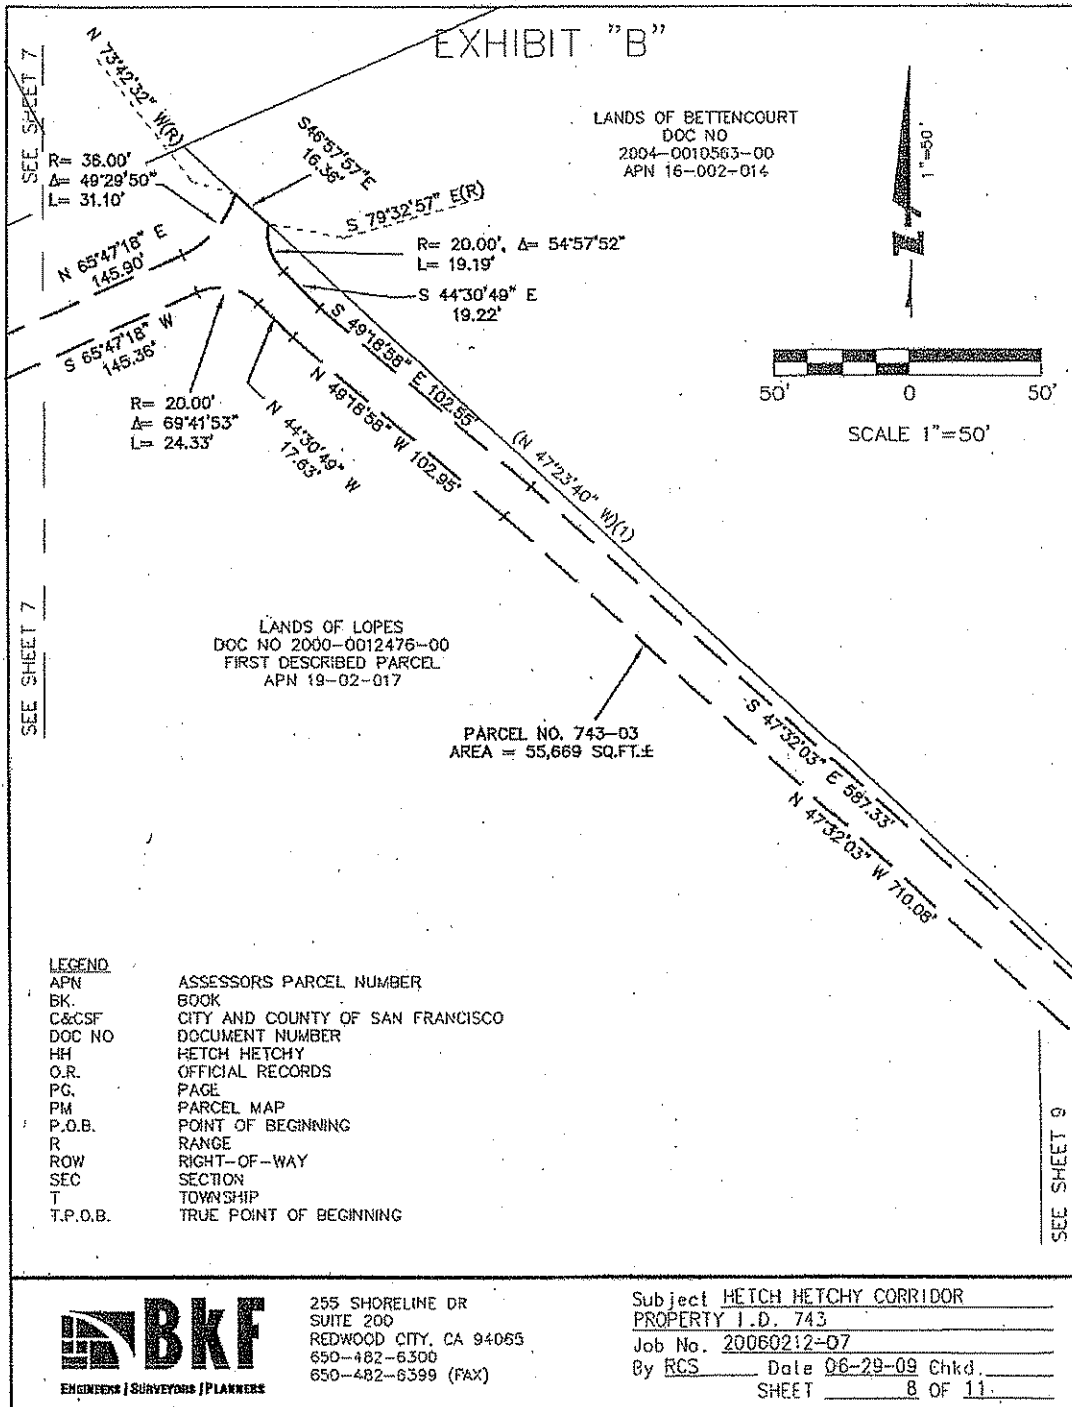 EXHIBIT "B"
SEE SHEET 7
N 73°42'32" W(R)
R= 36.00'
Δ= 49°29'50"
L= 31.10'
S46°57'57"E
16.36'
S 79°32'57" E(R)
LANDS OF BETTENCOURT
DOC NO
2004-0010563-00
APN 16-002-014
1"=50'
N 65°47'18" E
145.90'
R= 20.00', Δ= 54°57'52"
L= 19.19'
S 44°30'49" E
19.22'
S 65°47'18" W
145.36'
S 49°18'58" E 102.55'
50' 0 50'
SCALE 1"=50'
R= 20.00'
Δ= 69°41'53"
L= 24.33'
N 44°30'49" W
17.63'
N 49°18'58" W 102.95'
(N 47°23'40" W)(1)
SEE SHEET 7
LANDS OF LOPES
DOC NO 2000-0012476-00
FIRST DESCRIBED PARCEL
APN 19-02-017
PARCEL NO. 743-03
AREA = 55,669 SQ.FT.±
S 47°32'03" E 587.33'
N 47°32'03" W 710.08'
LEGEND
APN ASSESSORS PARCEL NUMBER
BK. BOOK
C&CSF CITY AND COUNTY OF SAN FRANCISCO
DOC NO DOCUMENT NUMBER
HH HETCH HETCHY
O.R. OFFICIAL RECORDS
PG. PAGE
PM PARCEL MAP
P.O.B. POINT OF BEGINNING
R RANGE
ROW RIGHT-OF-WAY
SEC SECTION
T TOWNSHIP
T.P.O.B. TRUE POINT OF BEGINNING
SEE SHEET 9
BKF
ENGINEERS / SURVEYORS / PLANNERS
255 SHORELINE DR
SUITE 200
REDWOOD CITY, CA 94065
650-482-6300
650-482-6399 (FAX)
Subject HETCH HETCHY CORRIDOR
PROPERTY I.D. 743
Job No. 20060212-07
By RCS Date 06-29-09 Chkd.
SHEET 8 OF 11